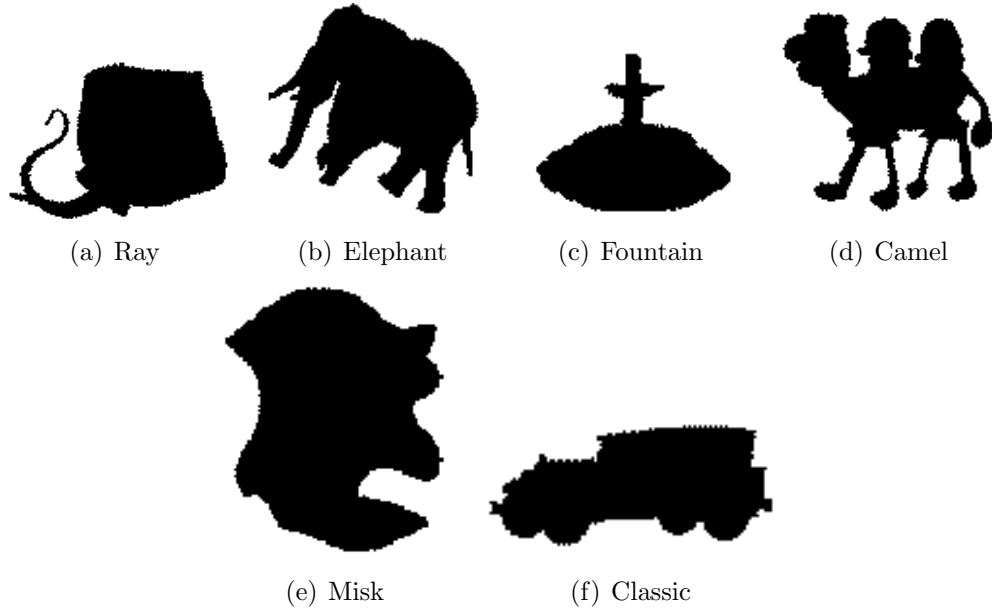 (a) Ray
(b) Elephant
(c) Fountain
(d) Camel
(e) Misk
(f) Classic